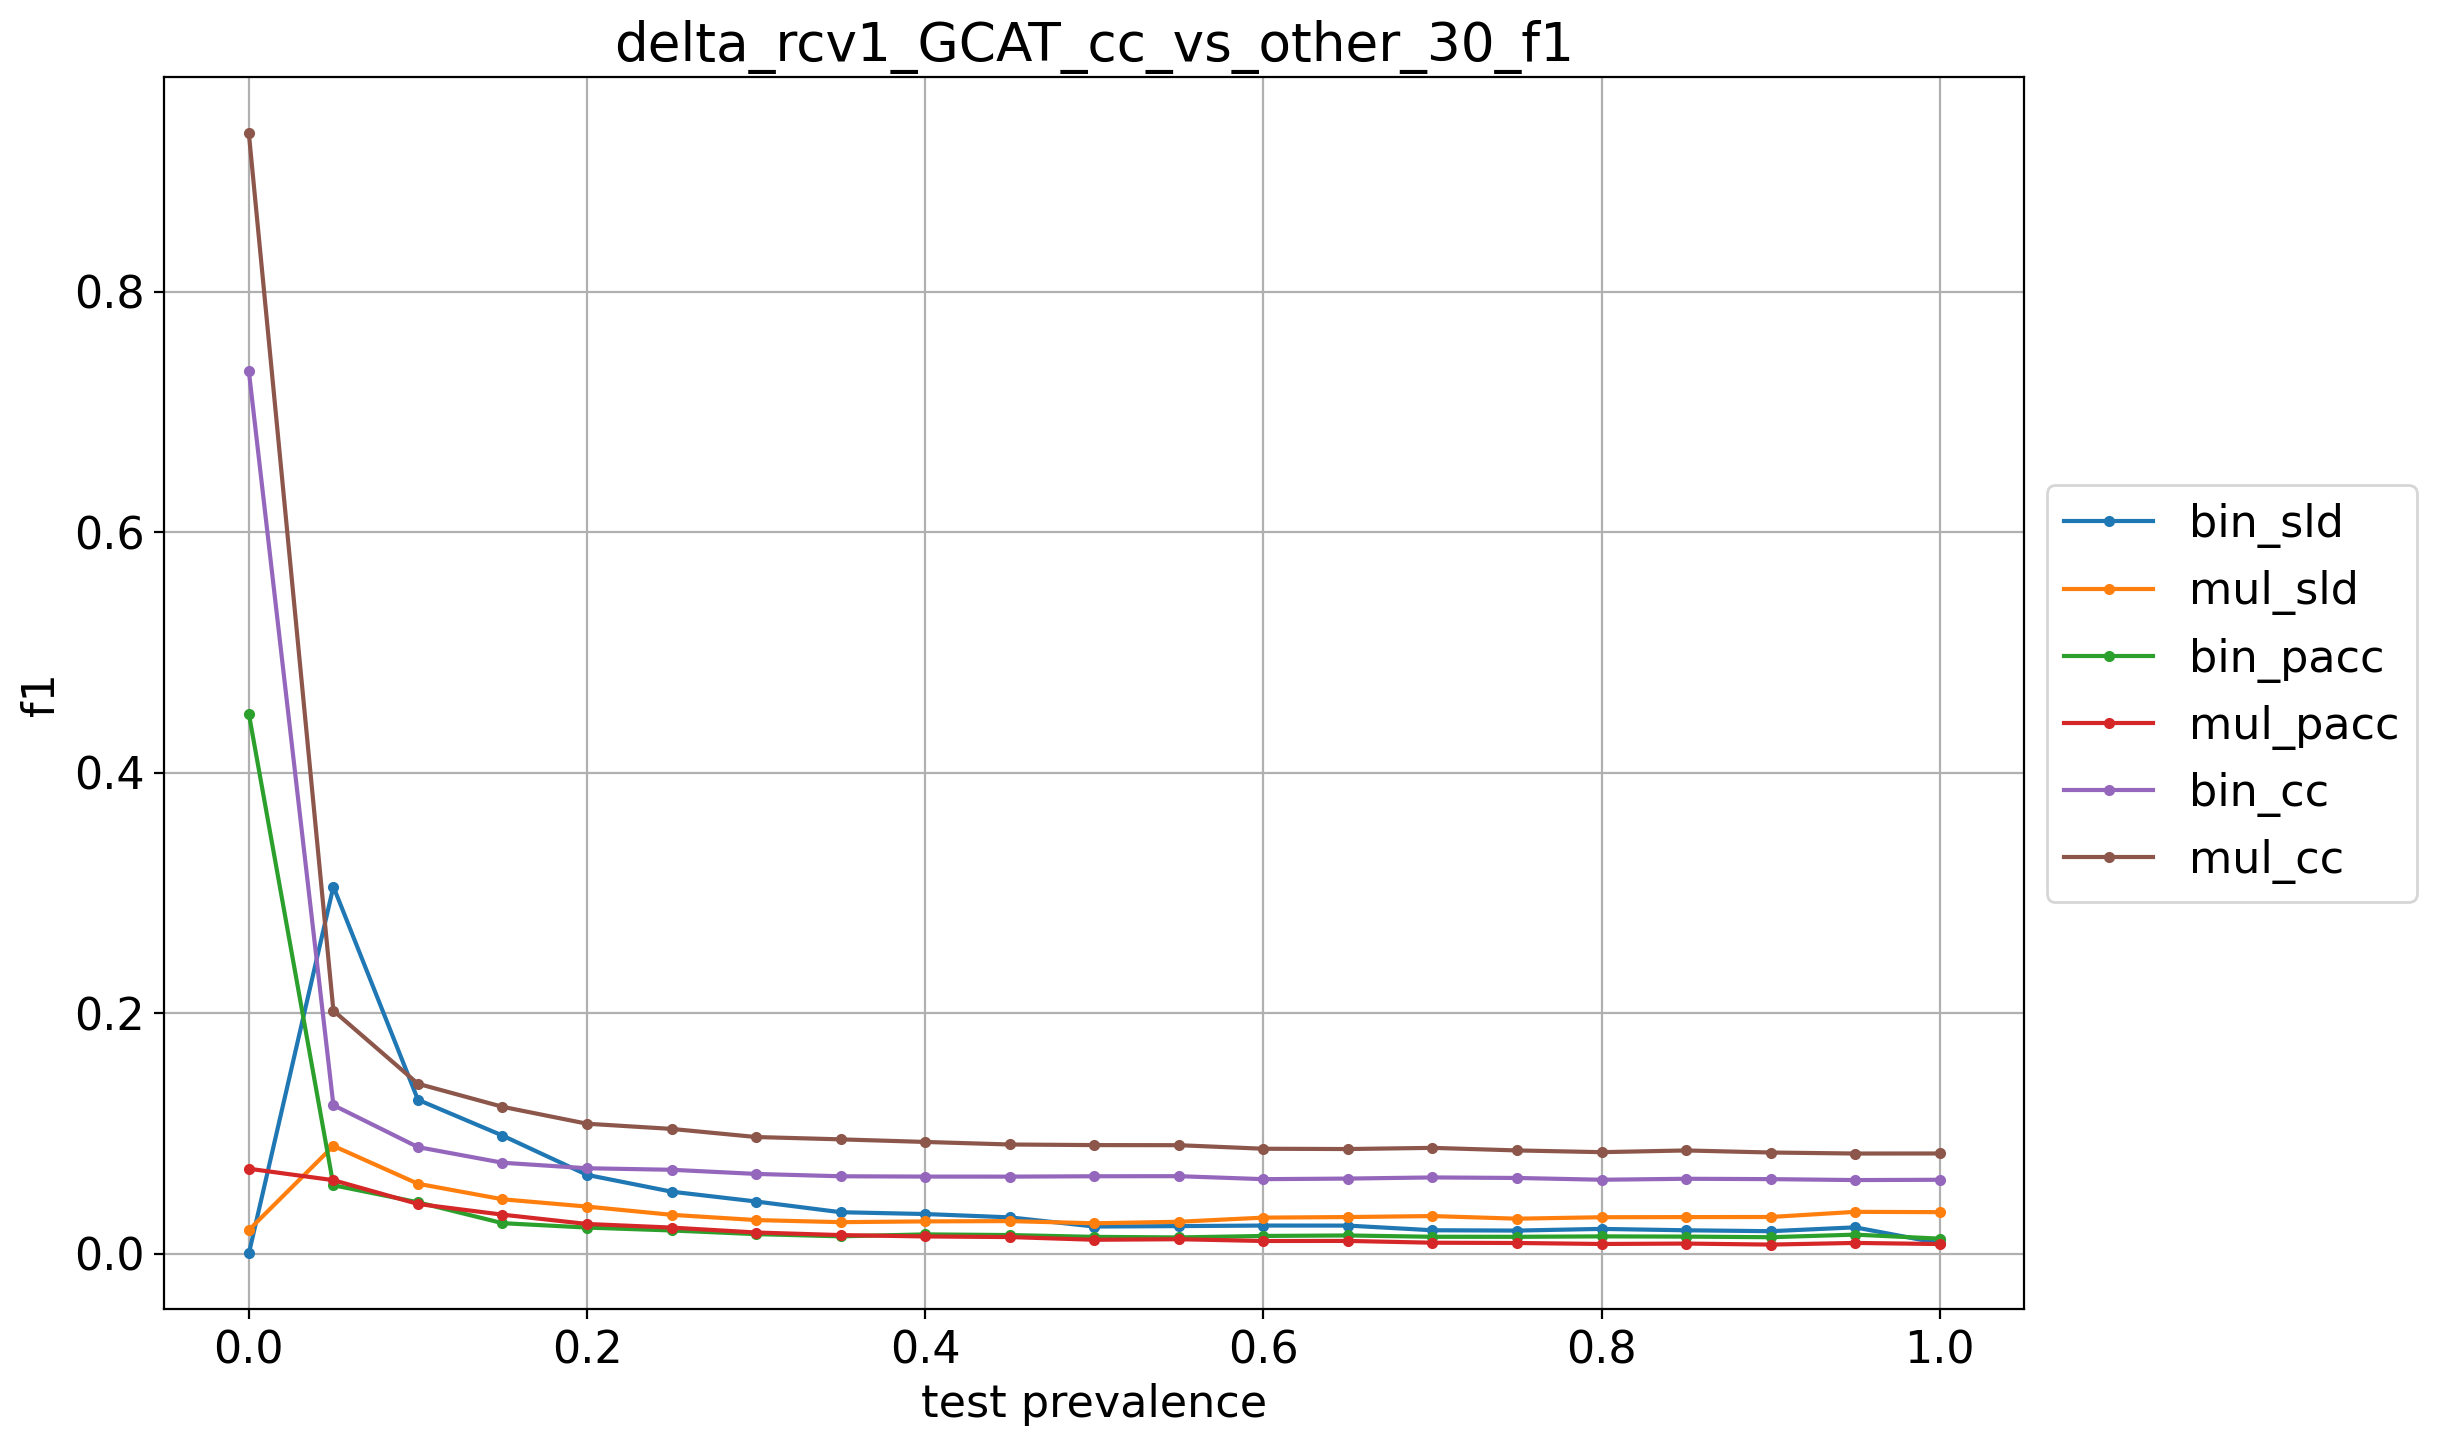 delta_rcv1_GCAT_cc_vs_other_30_f1
f1
0.8
0.6
0.4
0.2
0.0
0.0 0.2 0.4 0.6 0.8 1.0
test prevalence
bin_sld
mul_sld
bin_pacc
mul_pacc
bin_cc
mul_cc